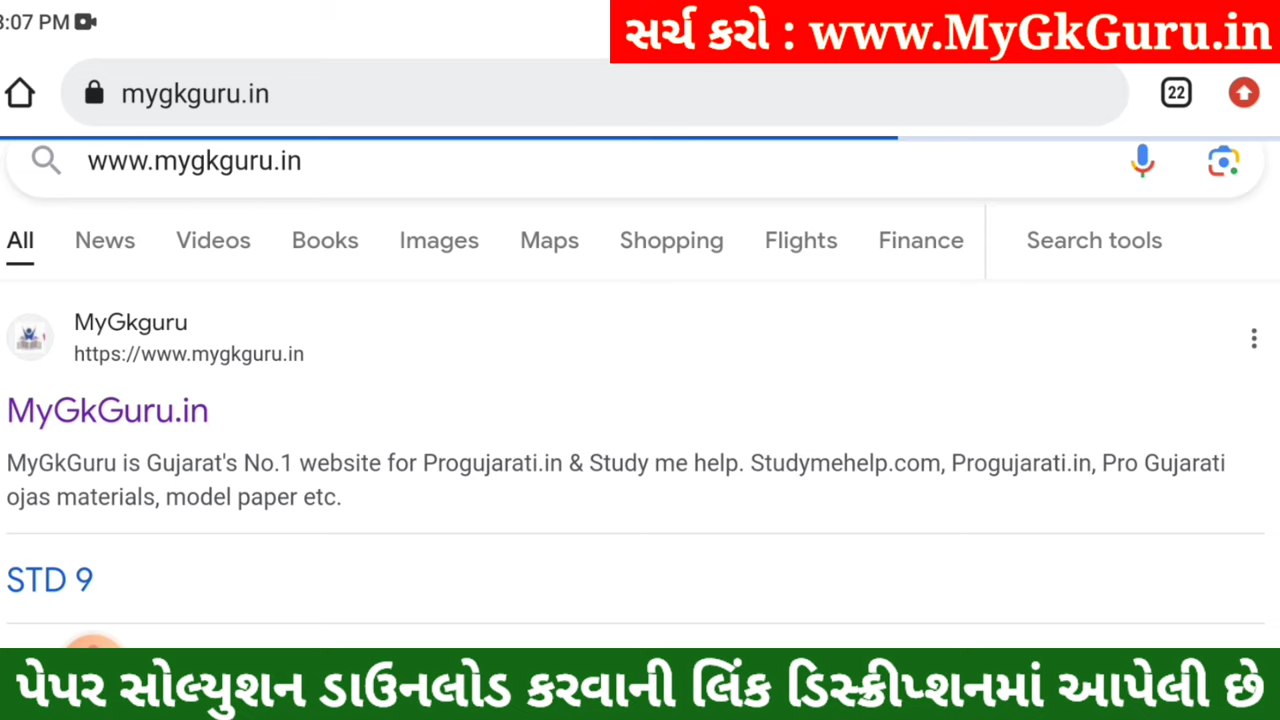 3:07 PM
સર્ચ કરો : www.MyGkGuru.in
mygkguru.in
22
www.mygkguru.in
All News Videos Books Images Maps Shopping Flights Finance Search tools
MyGkguru
https://www.mygkguru.in
MyGkGuru.in
MyGkGuru is Gujarat's No.1 website for Progujarati.in & Study me help. Studymehelp.com, Progujarati.in, Pro Gujarati
ojas materials, model paper etc.
STD 9
પેપર સોલ્યુશન ડાઉનલોડ કરવાની લિંક ડિસ્ક્રીપ્શનમાં આપેલી છે